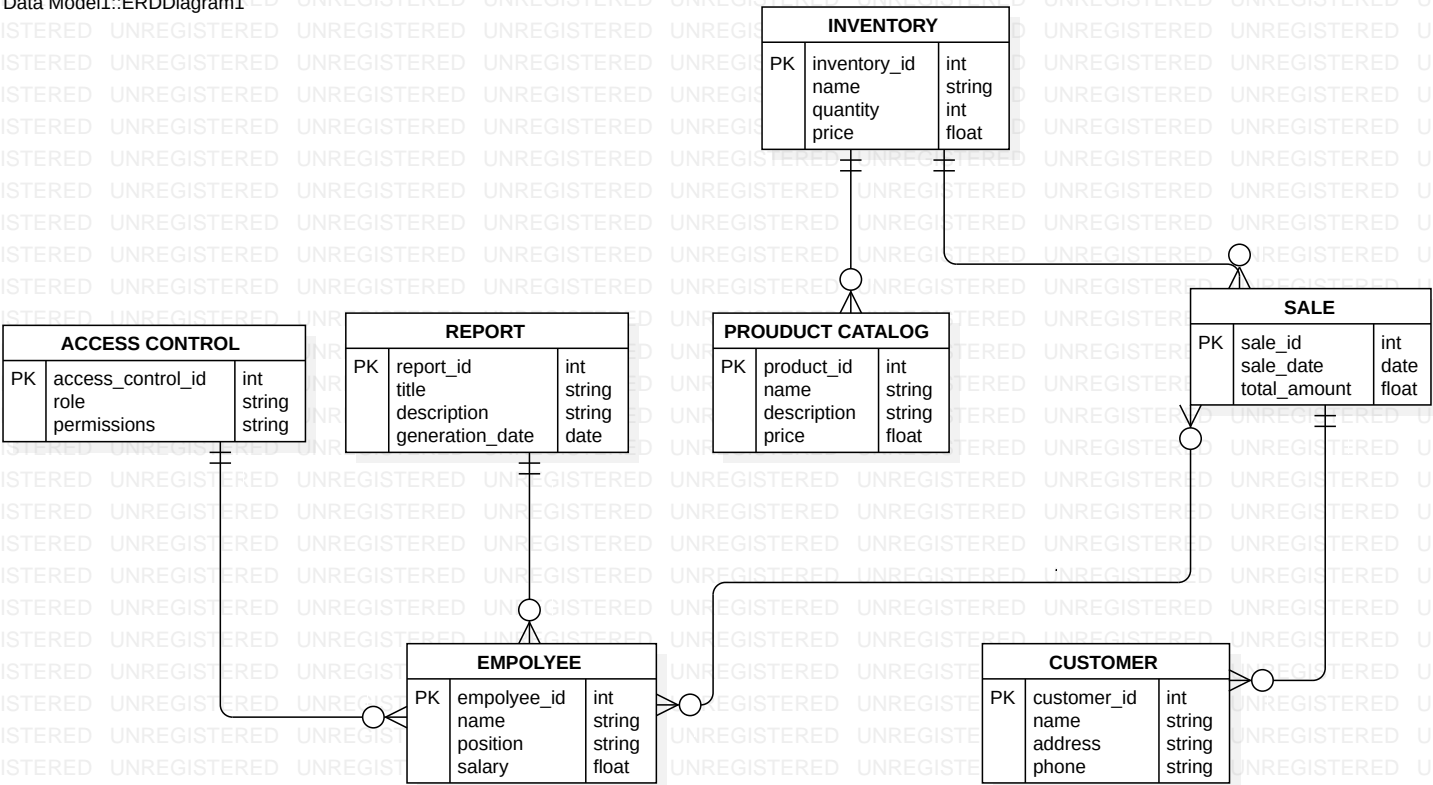 Data Model1::ERDDiagram1
INVENTORY
PK inventory_id int
name string
quantity int
price float
SALE
PK sale_id int
sale_date date
total_amount float
ACCESS CONTROL
PK access_control_id int
role string
permissions string
REPORT
PK report_id int
title string
description string
generation_date date
PROUDUCT CATALOG
PK product_id int
name string
description string
price float
EMPOLYEE
PK empolyee_id int
name string
position string
salary float
CUSTOMER
PK customer_id int
name string
address string
phone string
UNREGISTERED